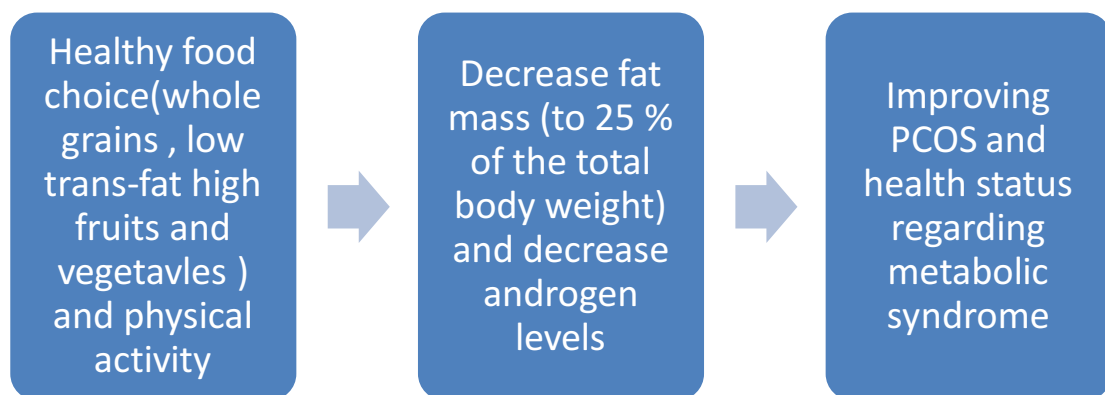 Healthy food
choice(whole
grains , low
trans-fat high
fruits and
vegetavles )
and physical
activity
Decrease fat
mass (to 25 %
of the total
body weight)
and decrease
androgen
levels
Improving
PCOS and
health status
regarding
metabolic
syndrome